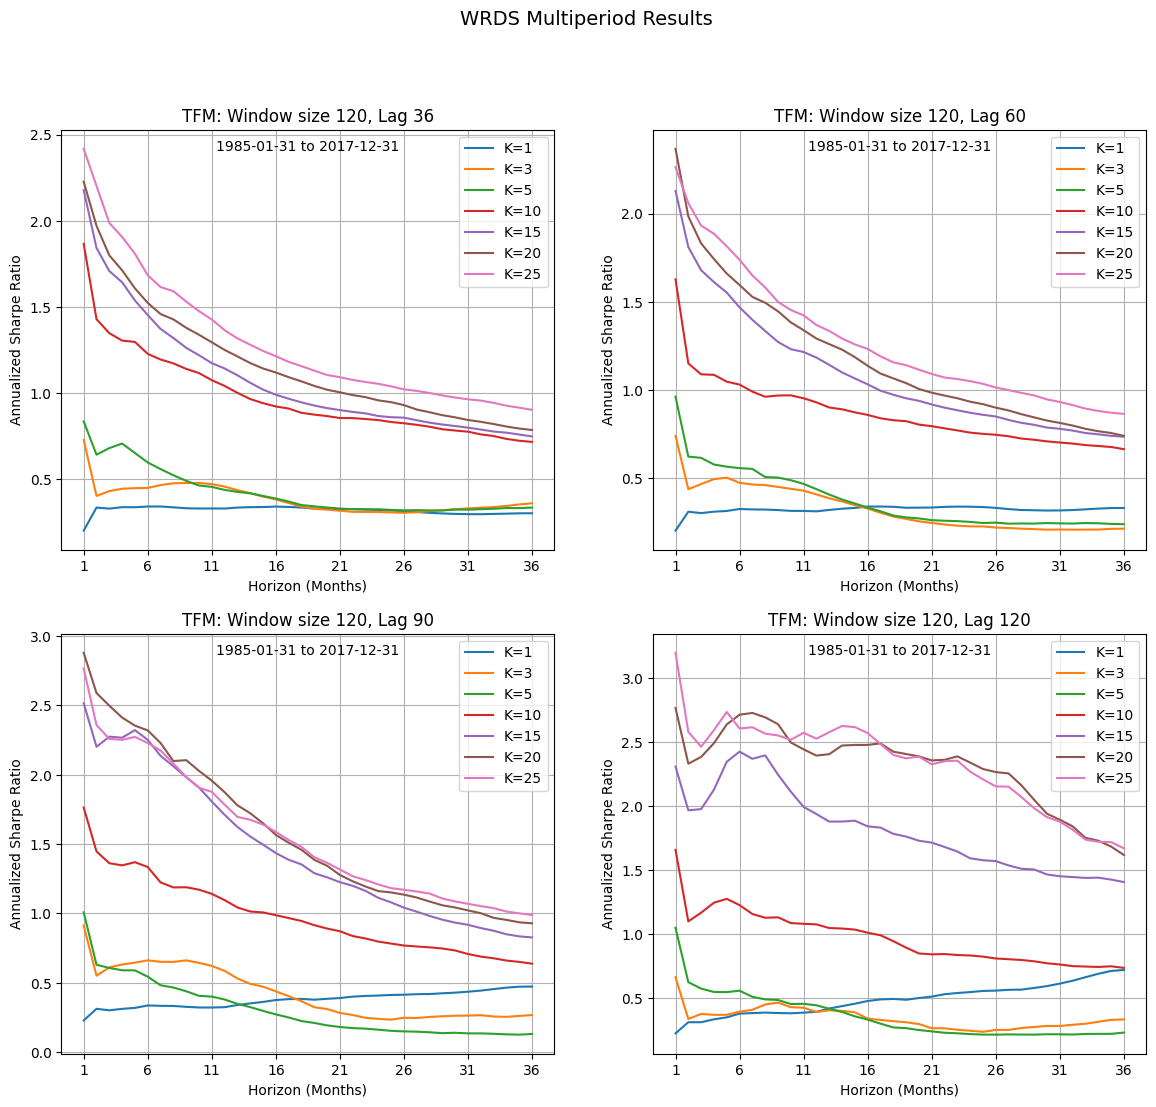 WRDS Multiperiod Results
TFM: Window size 120, Lag 36
1985-01-31 to 2017-12-31
K=1
K=3
K=5
K=10
K=15
K=20
K=25
2.5
2.0
1.5
1.0
0.5
Annualized Sharpe Ratio
1 6 11 16 21 26 31 36
Horizon (Months)
TFM: Window size 120, Lag 60
1985-01-31 to 2017-12-31
K=1
K=3
K=5
K=10
K=15
K=20
K=25
2.0
1.5
1.0
0.5
Annualized Sharpe Ratio
1 6 11 16 21 26 31 36
Horizon (Months)
TFM: Window size 120, Lag 90
1985-01-31 to 2017-12-31
K=1
K=3
K=5
K=10
K=15
K=20
K=25
3.0
2.5
2.0
1.5
1.0
0.5
0.0
Annualized Sharpe Ratio
1 6 11 16 21 26 31 36
Horizon (Months)
TFM: Window size 120, Lag 120
1985-01-31 to 2017-12-31
K=1
K=3
K=5
K=10
K=15
K=20
K=25
3.0
2.5
2.0
1.5
1.0
0.5
Annualized Sharpe Ratio
1 6 11 16 21 26 31 36
Horizon (Months)